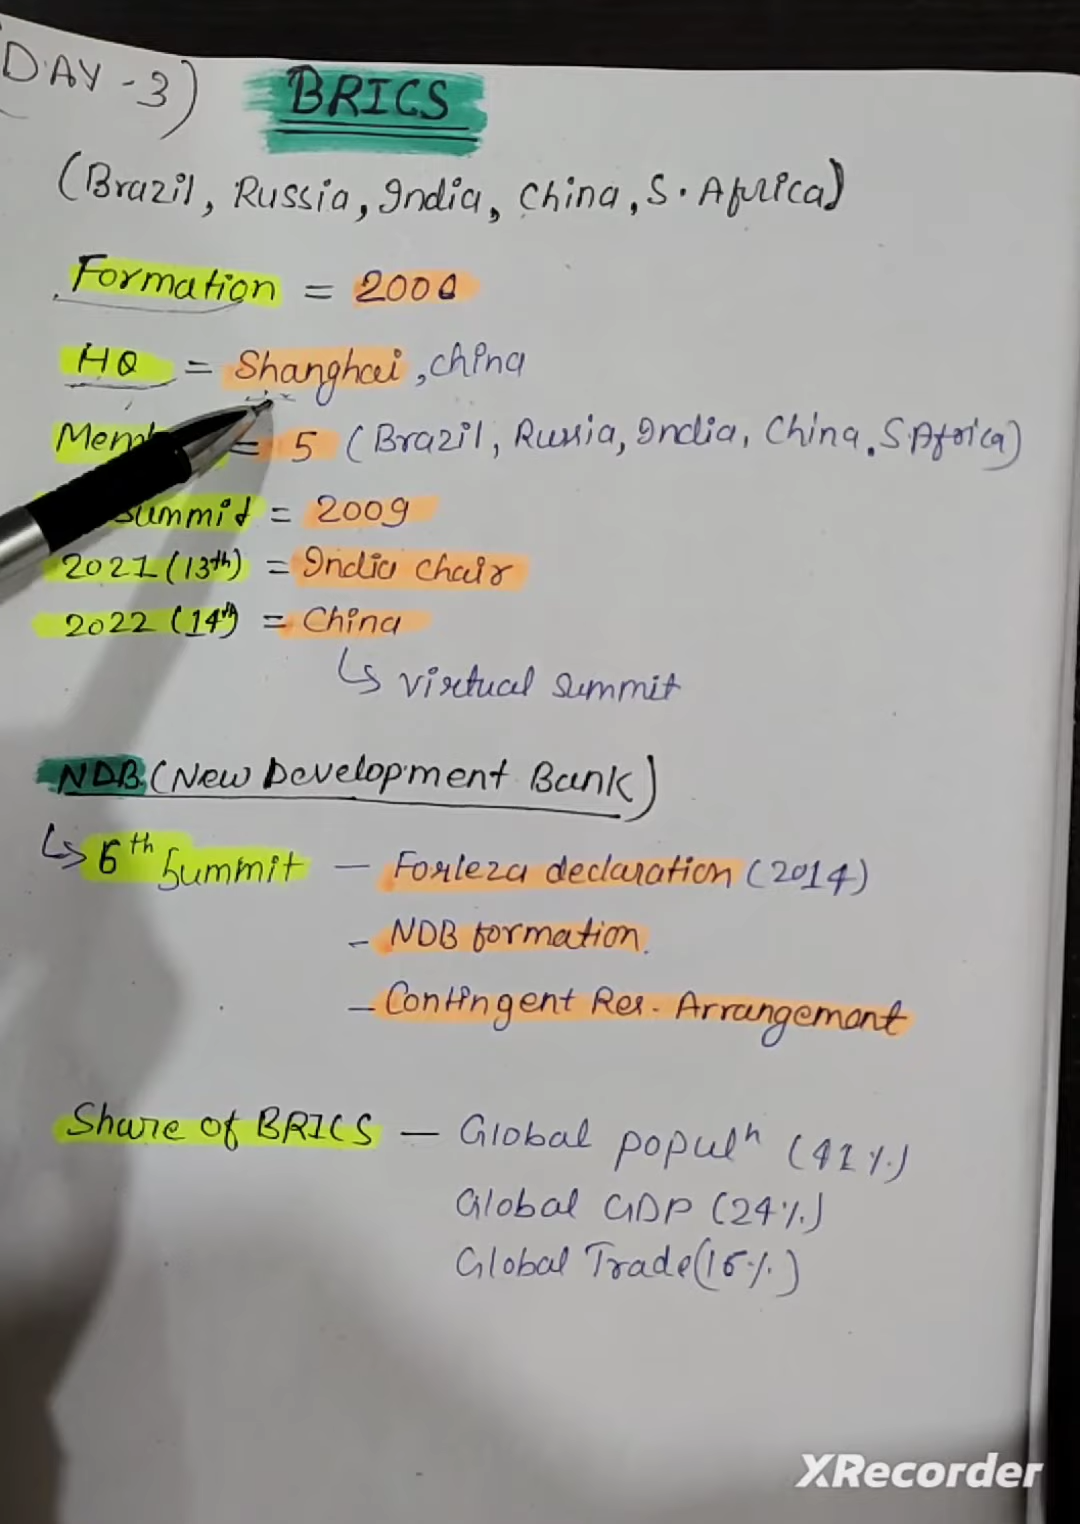 (DAY-3)
BRICS
(Brazil, Russia, India, China, S. Africa)
Formation =
HQ = Shanghai, china
= 5 (Brazil, Russia, India, China, S. Africa)
Summit = 2009
2021 (13th) = India chair
2022 (14th) = China
↳ virtual summit
NDB (New Development Bank)
↳ 6th Summit — Forleza declaration (2014)
- NDB formation.
- Contingent Res. Arrangement
Share of BRICS — Global populn (41%)
Global GDP (24%)
Global Trade (16%)
XRecorder